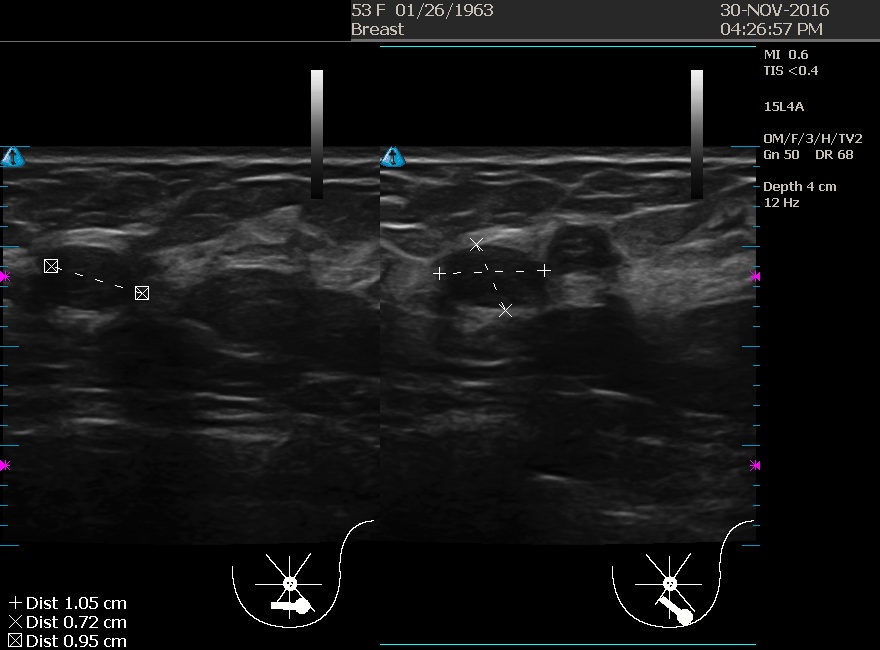 53 F 01/26/1963 30-NOV-2016
Breast 04:26:57 PM
MI 0.6
TIS <0.4
15L4A
OM/F/3/H/TV2
Gn 50 DR 68
Depth 4 cm
12 Hz
Dist 1.05 cm
Dist 0.72 cm
Dist 0.95 cm